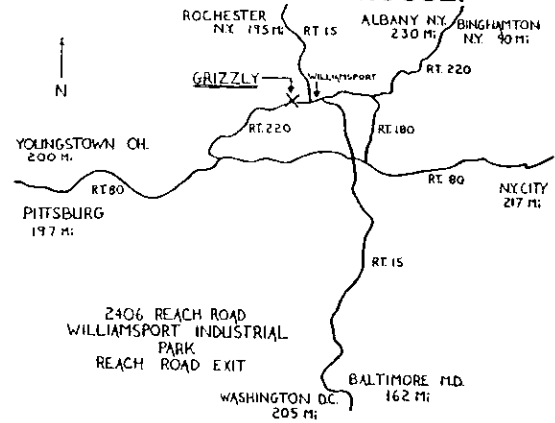 ROCHESTER
N.Y. 195 Mi
RT. 15
ALBANY N.Y.
230 Mi
BINGHAMTON
N.Y. 90 Mi
RT. 220
GRIZZLY
WILLIAMSPORT
N
RT. 220
RT. 180
YOUNGSTOWN OH.
200 Mi
RT. 80
RT. 80
N.Y. CITY
217 Mi
PITTSBURG
197 Mi
RT. 15
2406 REACH ROAD
WILLIAMSPORT INDUSTRIAL
PARK
REACH ROAD EXIT
BALTIMORE M.D.
162 Mi
WASHINGTON D.C.
205 Mi